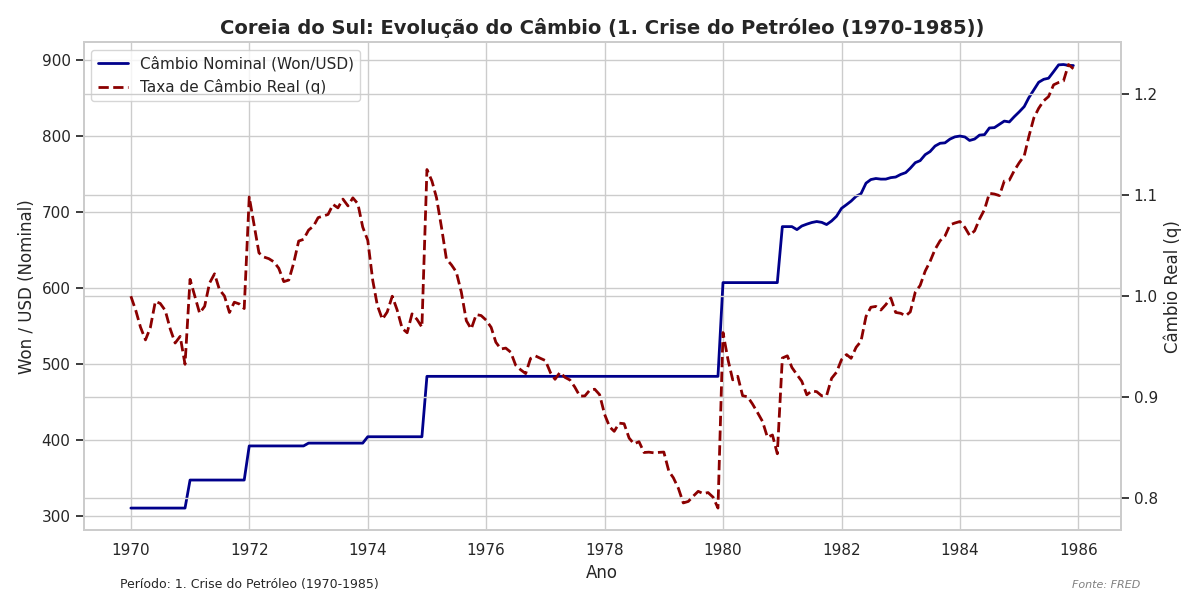 Coreia do Sul: Evolução do Câmbio (1. Crise do Petróleo (1970-1985))
Câmbio Nominal (Won/USD)
Taxa de Câmbio Real (q)
Won / USD (Nominal)
900
800
700
600
500
400
300
1.2
1.1
1.0
0.9
0.8
Câmbio Real (q)
1970 1972 1974 1976 1978 1980 1982 1984 1986
Ano
Período: 1. Crise do Petróleo (1970-1985)
Fonte: FRED